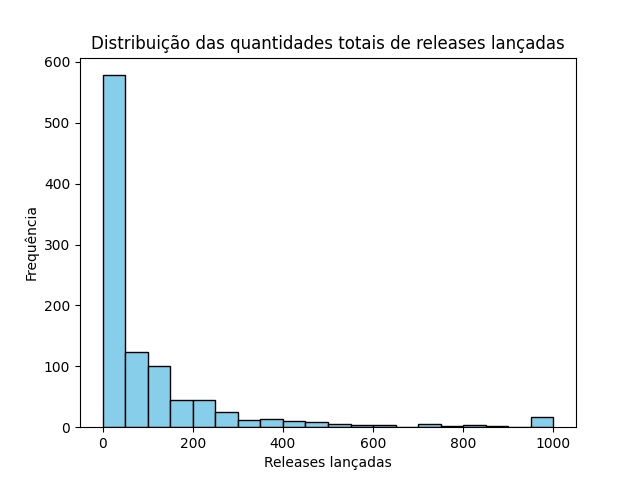 Distribuição das quantidades totais de releases lançadas
600
500
400
300
200
100
0
Frequência
0 200 400 600 800 1000
Releases lançadas